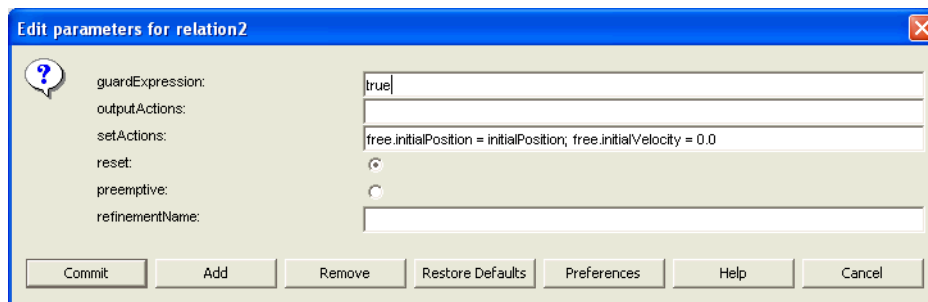 Edit parameters for relation2
guardExpression: true
outputActions:
setActions: free.initialPosition = initialPosition; free.initialVelocity = 0.0
reset:
preemptive:
refinementName:
Commit Add Remove Restore Defaults Preferences Help Cancel